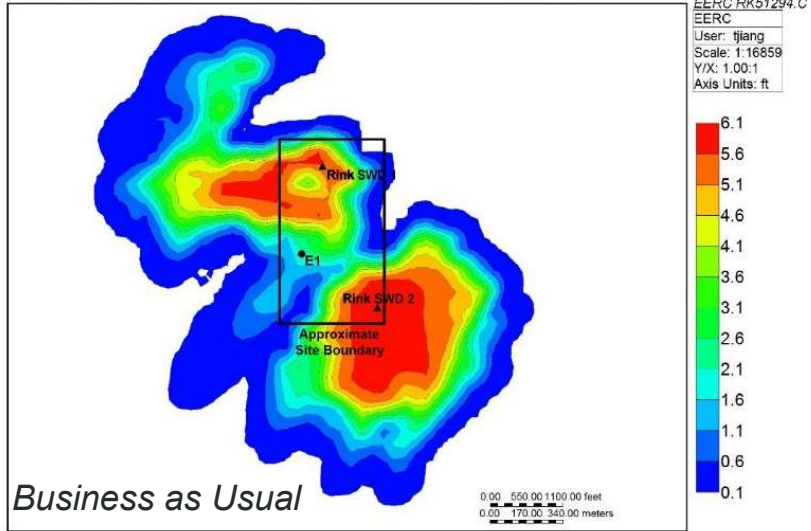 EERC RK51294.C
EERC
User: tjiang
Scale: 1:16859
Y/X: 1.00:1
Axis Units: ft
6.1
5.6
5.1
4.6
4.1
3.6
3.1
2.6
2.1
1.6
1.1
0.6
0.1
Rink SWD 1
E1
Rink SWD 2
Approximate
Site Boundary
Business as Usual
0.00 550.00 1100.00 feet
0.00 170.00 340.00 meters